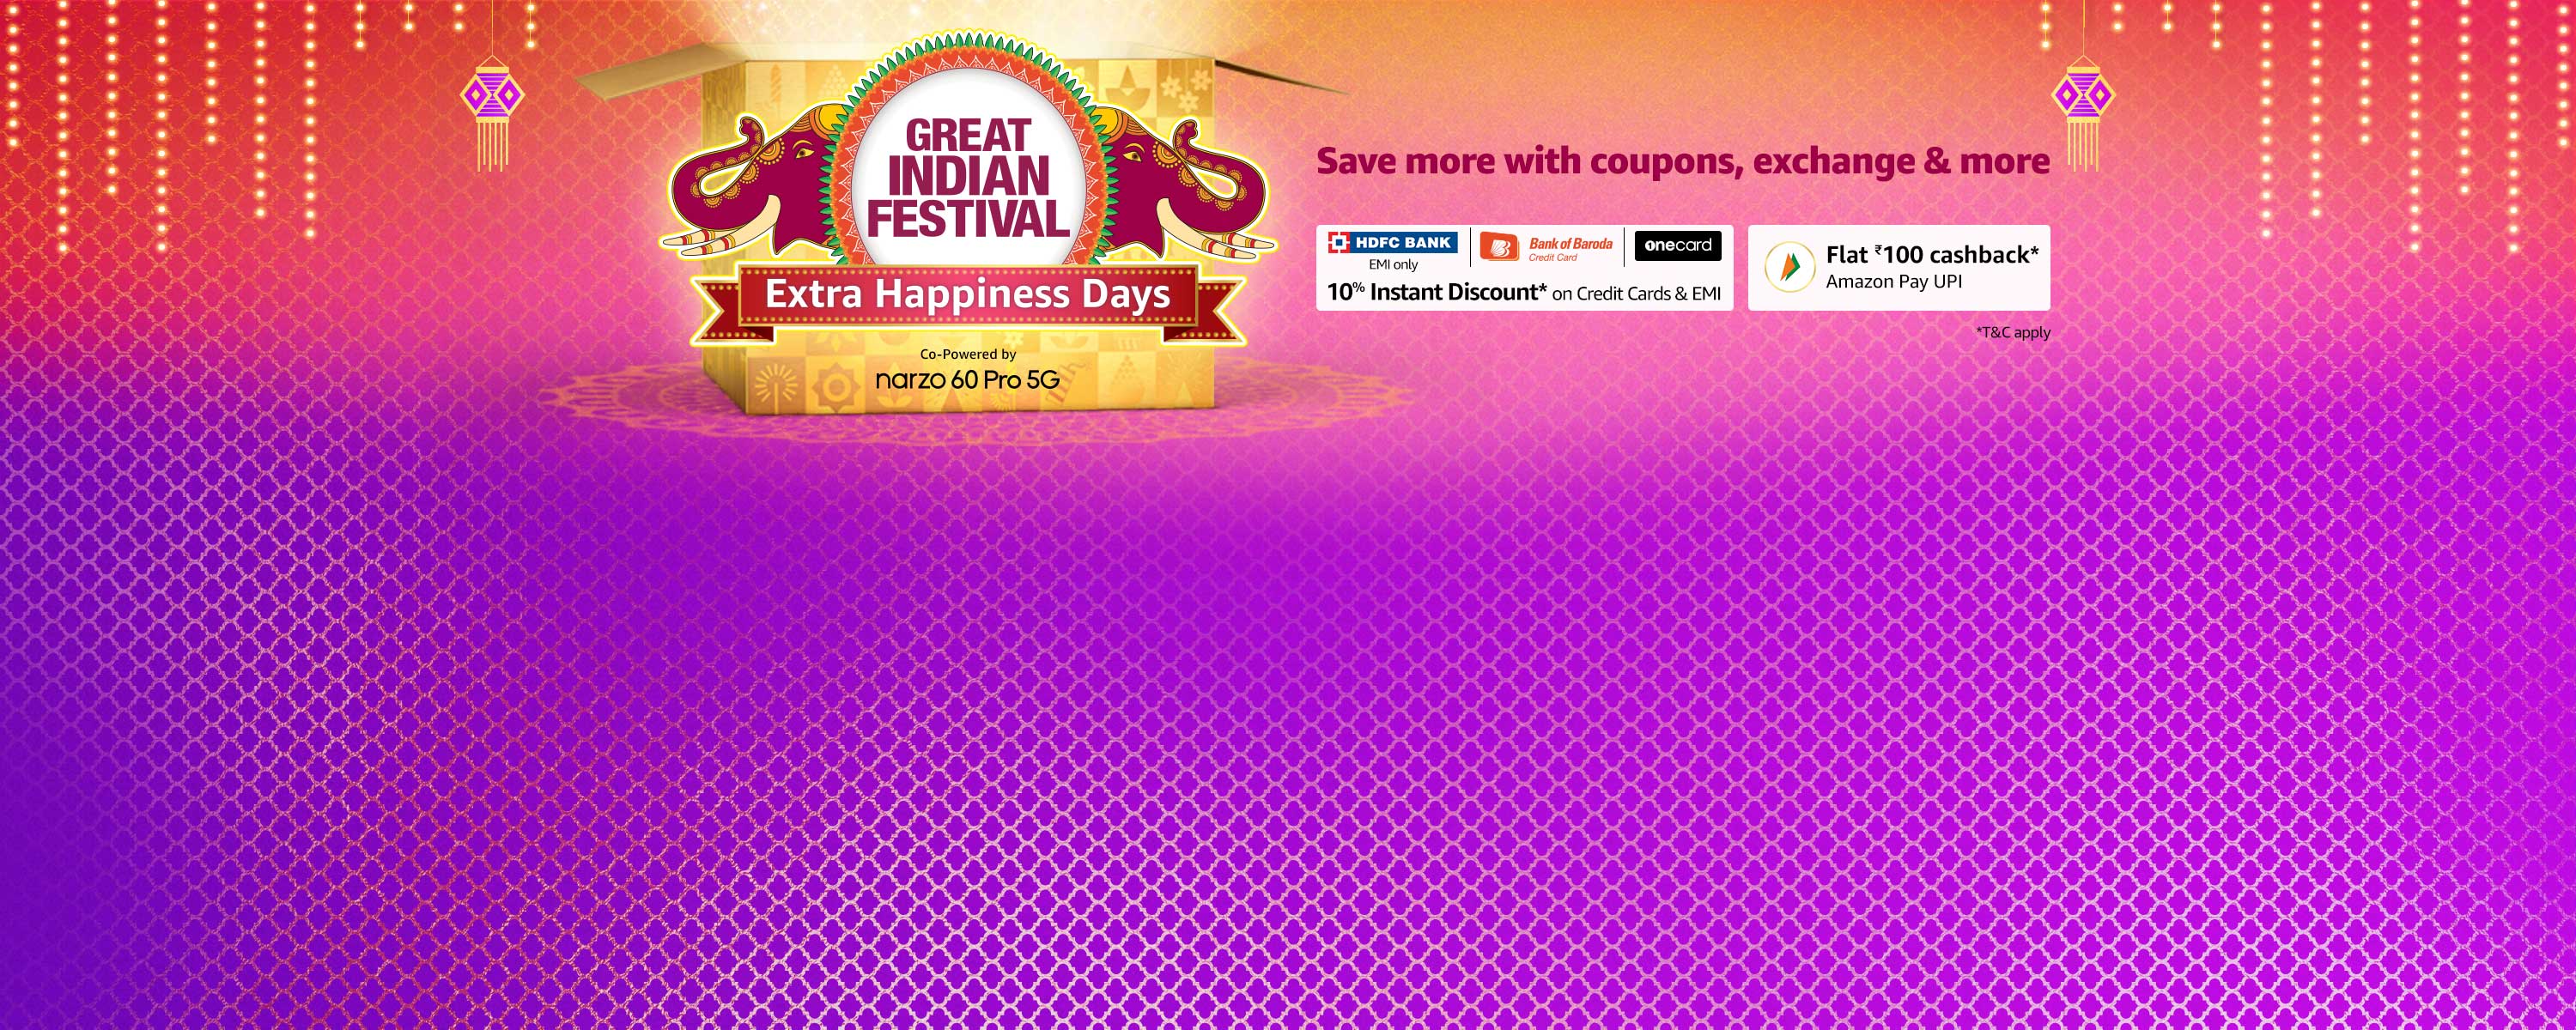 GREAT
INDIAN
FESTIVAL
Extra Happiness Days
Co-Powered by
narzo 60 Pro 5G
Save more with coupons, exchange & more
HDFC BANK
EMI only
Bank of Baroda
Credit Card
onecard
10% Instant Discount* on Credit Cards & EMI
Flat ₹100 cashback*
Amazon Pay UPI
*T&C apply